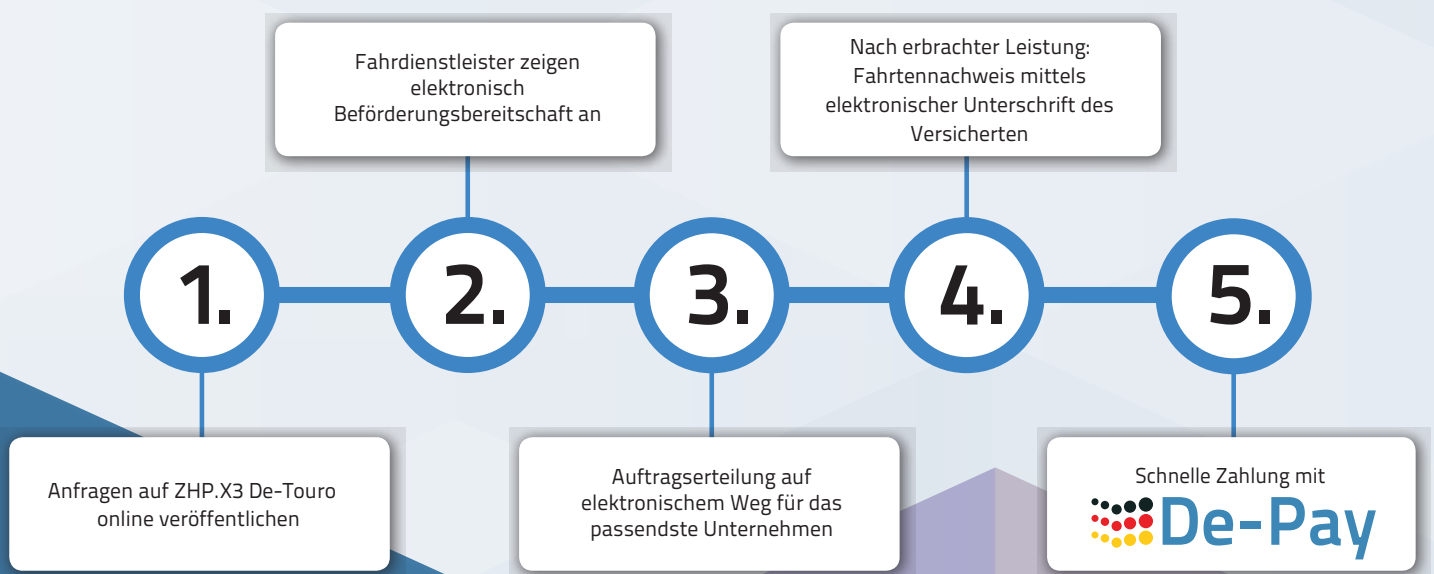 1.
Anfragen auf ZHP.X3 De-Touro
online veröffentlichen
2.
Fahrdienstleister zeigen
elektronisch
Beförderungsbereitschaft an
3.
Auftragserteilung auf
elektronischem Weg für das
passendste Unternehmen
4.
Nach erbrachter Leistung:
Fahrtennachweis mittels
elektronischer Unterschrift des
Versicherten
5.
Schnelle Zahlung mit
De-Pay